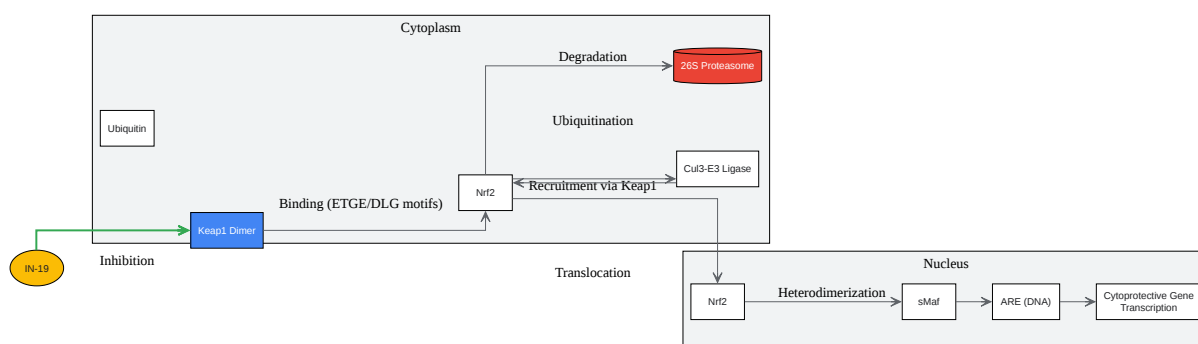 Cytoplasm
Degradation
26S Proteasome
Ubiquitin
Ubiquitination
Cul3-E3 Ligase
Nrf2
Recruitment via Keap1
Binding (ETGE/DLG motifs)
Keap1 Dimer
IN-19
Inhibition
Translocation
Nucleus
Nrf2
Heterodimerization
sMaf
ARE (DNA)
Cytoprotective Gene
Transcription